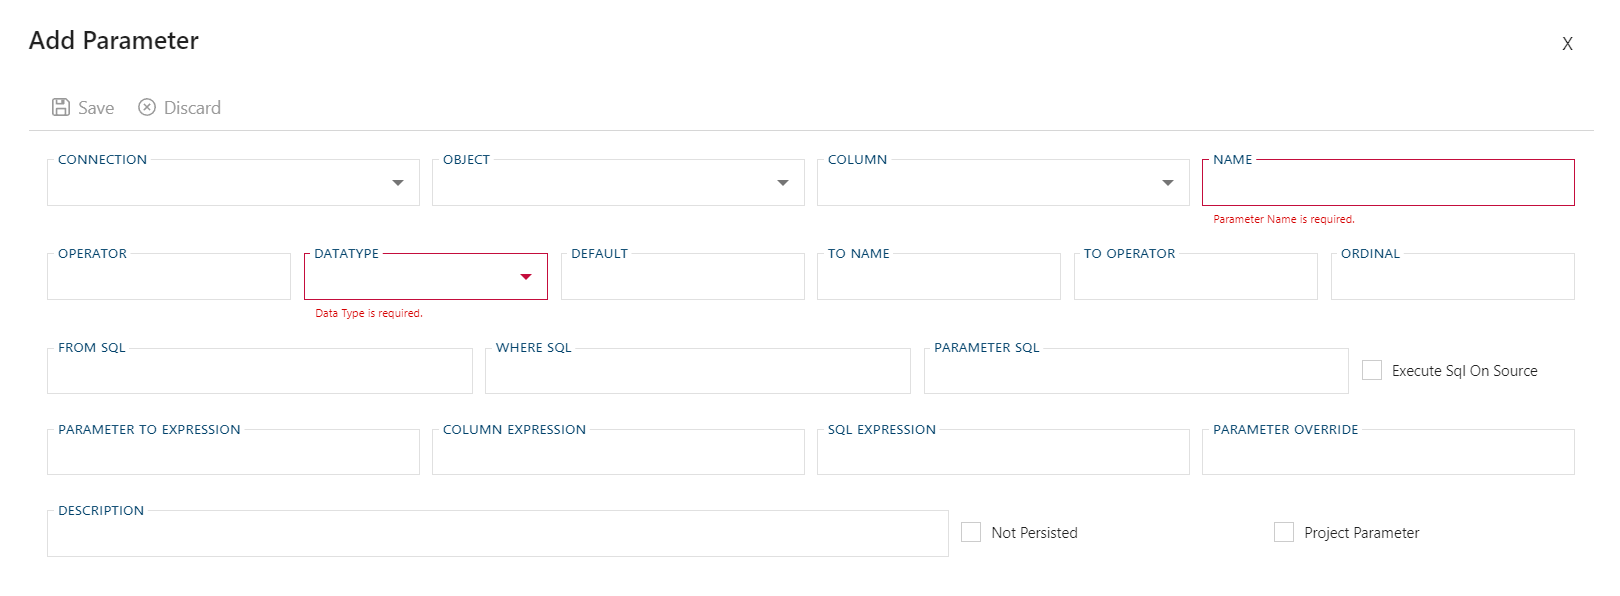 Add Parameter
X
Save Discard
CONNECTION OBJECT COLUMN NAME
Parameter Name is required.
OPERATOR DATATYPE DEFAULT TO NAME TO OPERATOR ORDINAL
Data Type is required.
FROM SQL WHERE SQL PARAMETER SQL
Execute Sql On Source
PARAMETER TO EXPRESSION COLUMN EXPRESSION SQL EXPRESSION PARAMETER OVERRIDE
DESCRIPTION
Not Persisted Project Parameter